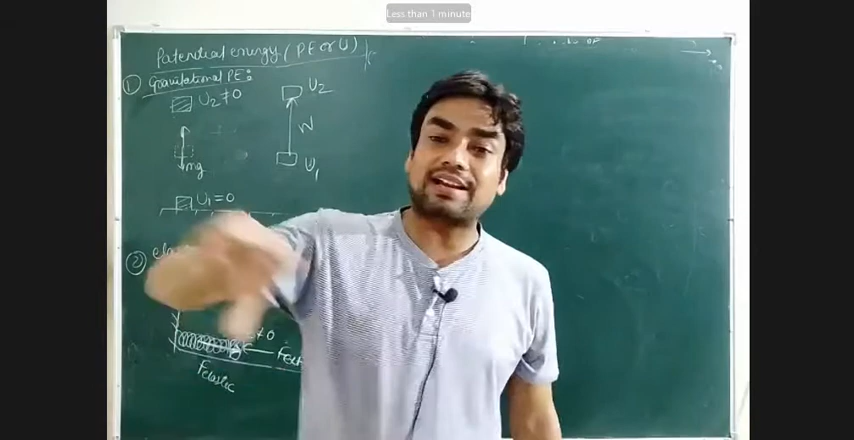 Less than 1 minute
Potential energy (PE or U)
① Gravitational PE:
U₂≠0
U₂
W
mg
U₁
U₁=0
②
≠0
Felastic